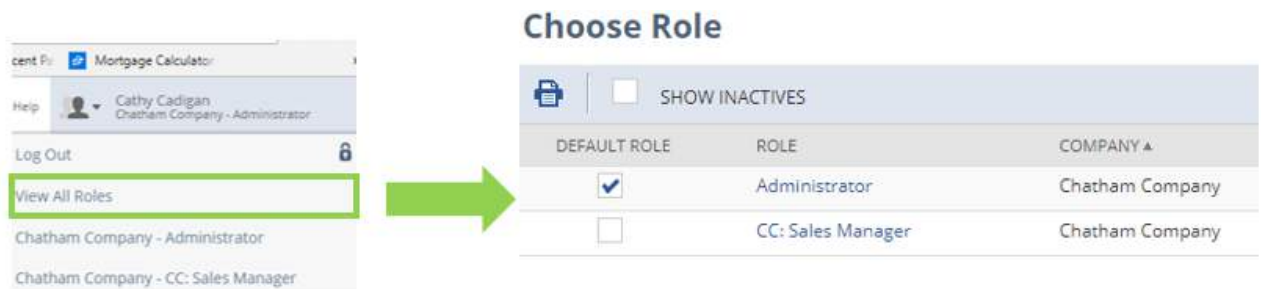 cent P
Mortgage Calculator
Help
Cathy Cadigan
Chatham Company - Administrator
Log Out
View All Roles
Chatham Company - Administrator
Chatham Company - CC: Sales Manager
Choose Role
SHOW INACTIVES
DEFAULT ROLE ROLE COMPANY ▲
Administrator Chatham Company
CC: Sales Manager Chatham Company